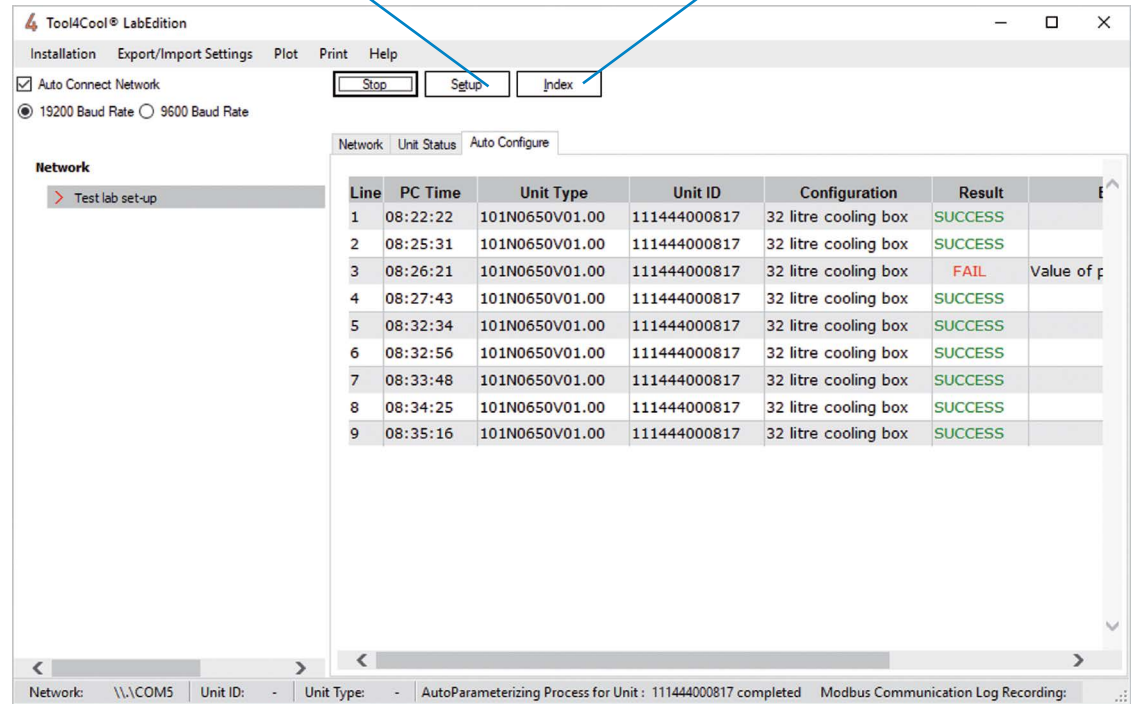 4 Tool4Cool® LabEdition
Installation Export/Import Settings Plot Print Help
Auto Connect Network Stop Setup Index
19200 Baud Rate 9600 Baud Rate
Network Unit Status Auto Configure
Network
Test lab set-up
Line PC Time Unit Type Unit ID Configuration Result
1 08:22:22 101N0650V01.00 111444000817 32 litre cooling box SUCCESS
2 08:25:31 101N0650V01.00 111444000817 32 litre cooling box SUCCESS
3 08:26:21 101N0650V01.00 111444000817 32 litre cooling box FAIL Value of p
4 08:27:43 101N0650V01.00 111444000817 32 litre cooling box SUCCESS
5 08:32:34 101N0650V01.00 111444000817 32 litre cooling box SUCCESS
6 08:32:56 101N0650V01.00 111444000817 32 litre cooling box SUCCESS
7 08:33:48 101N0650V01.00 111444000817 32 litre cooling box SUCCESS
8 08:34:25 101N0650V01.00 111444000817 32 litre cooling box SUCCESS
9 08:35:16 101N0650V01.00 111444000817 32 litre cooling box SUCCESS
Network: \\.\COM5 Unit ID: - Unit Type: - AutoParameterizing Process for Unit : 111444000817 completed Modbus Communication Log Recording: